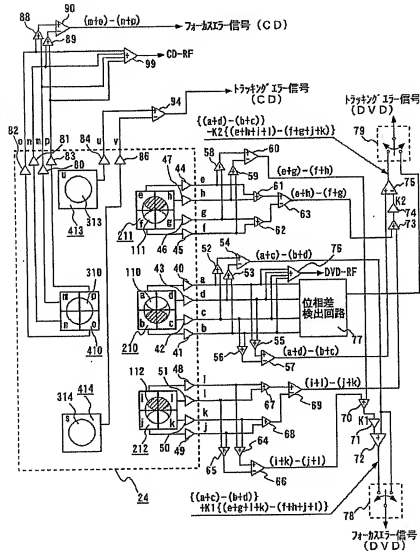 90
(m+o)-(n+p)
フォーカスエラー信号 (CD)
88
89
CD-RF
99
トラッキングエラー信号
(CD)
94
o n m p
81
84 u v
82
83
80
86
{(a+d)-(b+c)}
-K2{(e+h+i+l)-(f+g+j+k)}
トラッキングエラー信号
(DVD)
79
u
313
413
47 44
58
60
59
(e+g)-(f+h)
75
e h
f g
e
h
g
f
61
(e+h)-(f+g)
63
62
K2
74
73
211
111
46 45
52
54
(a+c)-(b+d)
76
43 40
53
DVD-RF
310
m p
n o
410
110
a d
b c
a
d
c
b
位相差
検出回路
77
210
42 41
55
56
57
(a+d)-(b+c)
51 48
112
i l
j k
i
l
k
j
67
(i+l)-(j+k)
69
68
70
K1
71
72
314
414
s
212
50 49
64
65
66
(i+k)-(j+l)
24
{(a+c)-(b+d)}
+K1{(e+g+i+k)-(f+h+j+l)}
78
フォーカスエラー信号
(DVD)